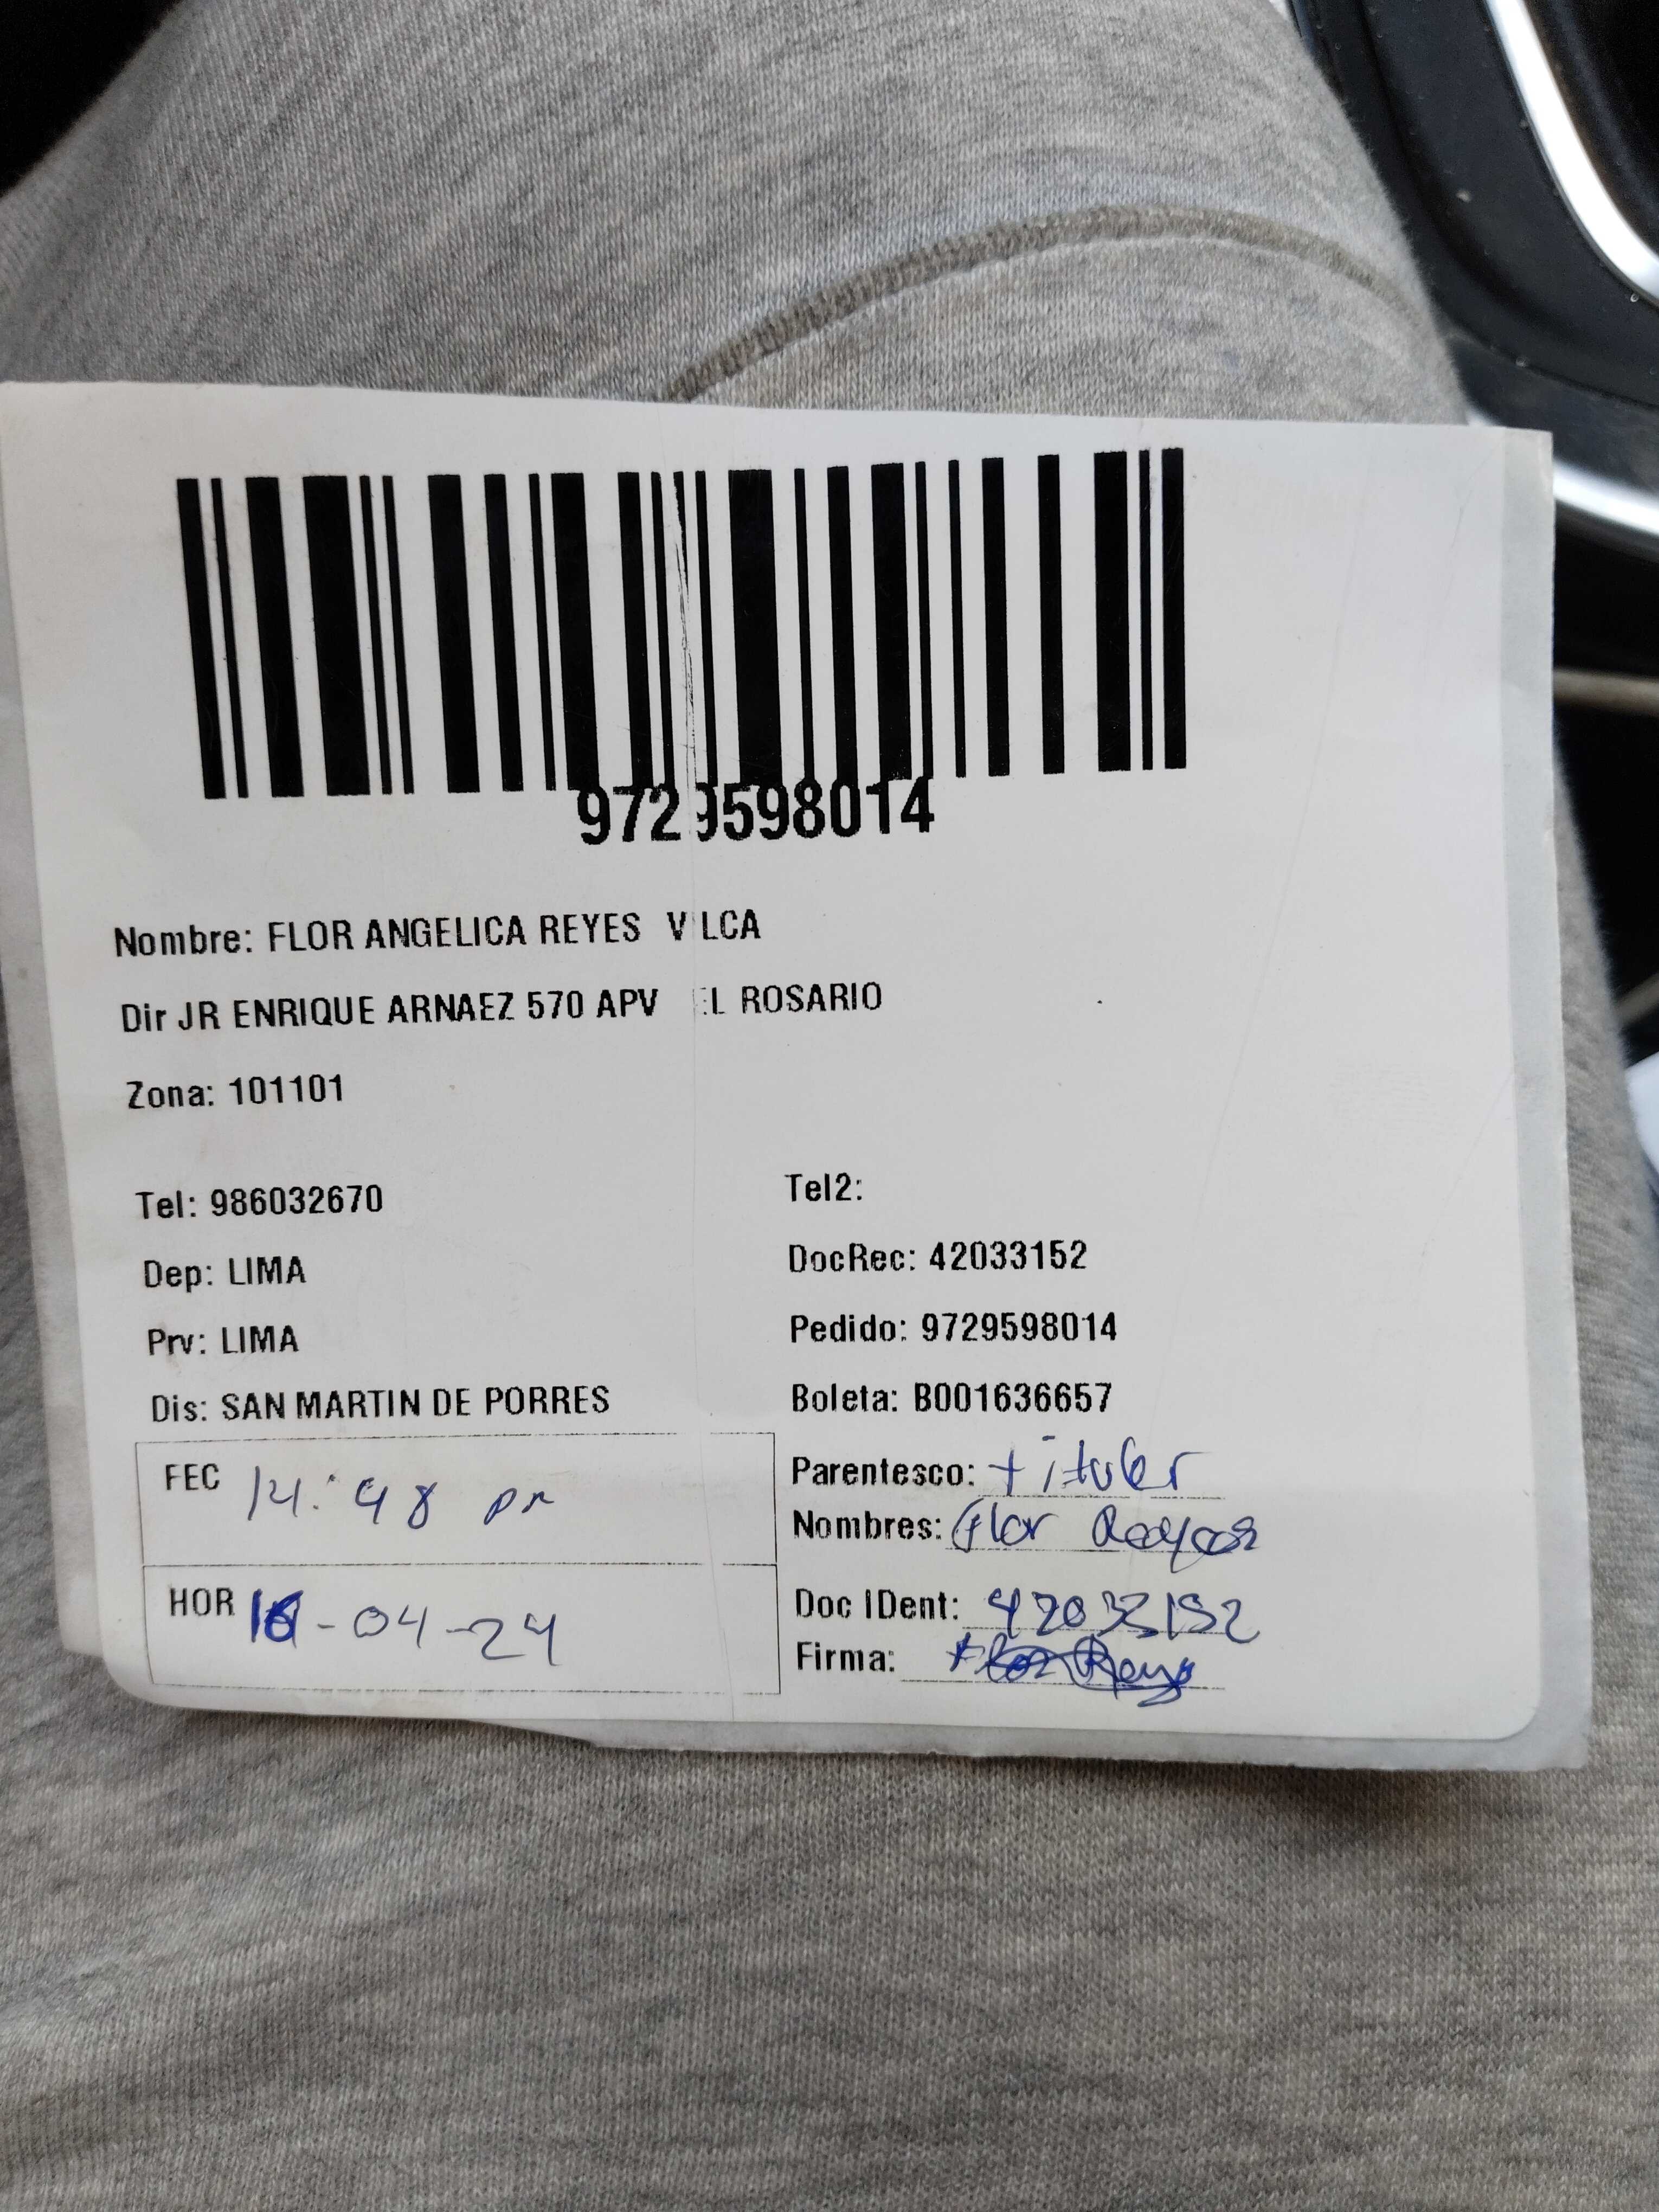 9729598014
Nombre: FLOR ANGELICA REYES VILCA
Dir JR ENRIQUE ARNAEZ 570 APV EL ROSARIO
Zona: 101101
Tel: 986032670 Tel2:
Dep: LIMA DocRec: 42033152
Prv: LIMA Pedido: 9729598014
Dis: SAN MARTIN DE PORRES Boleta: B001636657
FEC 14:48 pm Parentesco: titular
Nombres: Flor Reyes
HOR -04-24 Doc IDent: 42033152
Firma: Flor Reyes